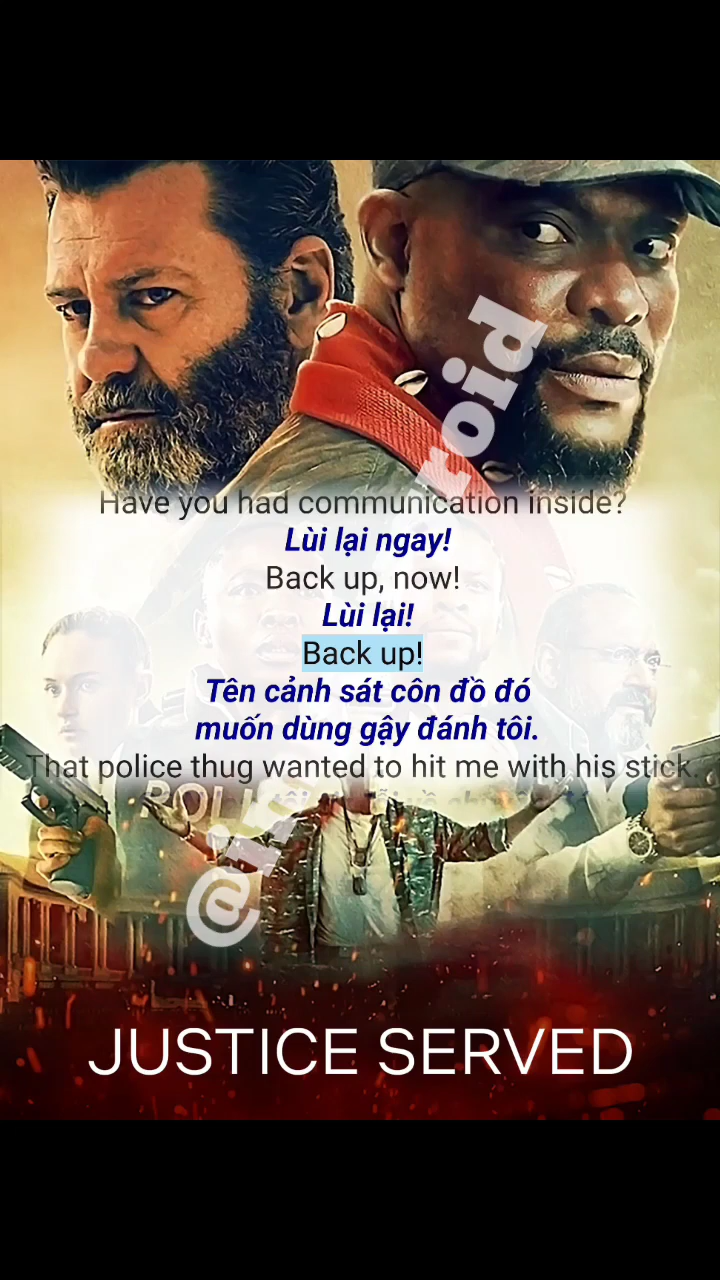 roid
Have you had communication inside?
Lùi lại ngay!
Back up, now!
Lùi lại!
Back up!
Tên cảnh sát côn đồ đó
muốn dùng gậy đánh tôi.
That police thug wanted to hit me with his stick.
JUSTICE SERVED